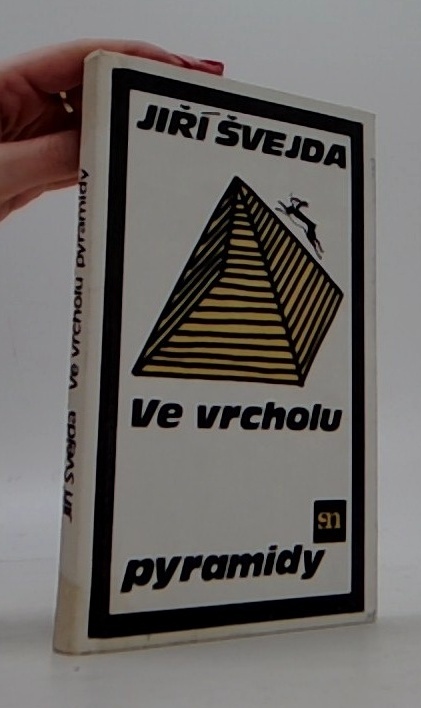 JIŘÍ ŠVEJDA
Ve vrcholu
sn
pyramidy
Jiří Švejda Ve vrcholu pyramidy